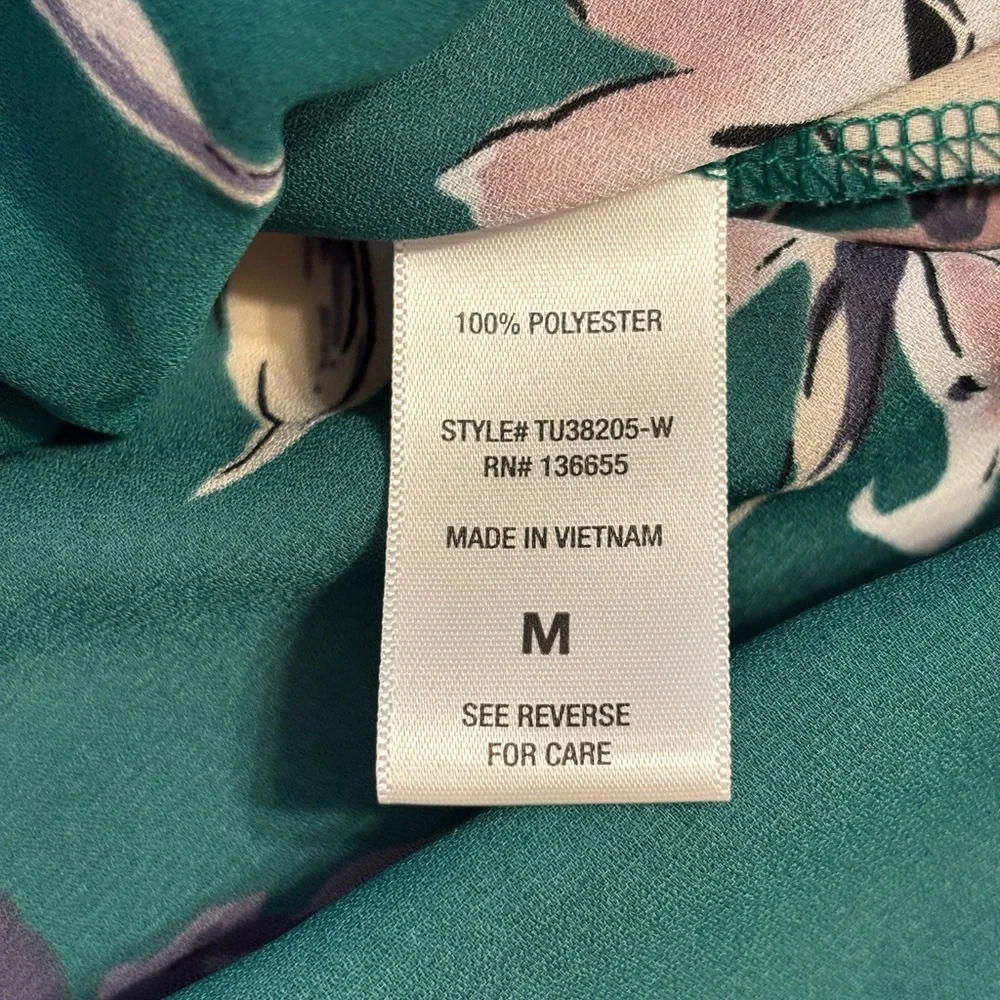 100% POLYESTER
STYLE# TU38205-W
RN# 136655
MADE IN VIETNAM
M
SEE REVERSE
FOR CARE